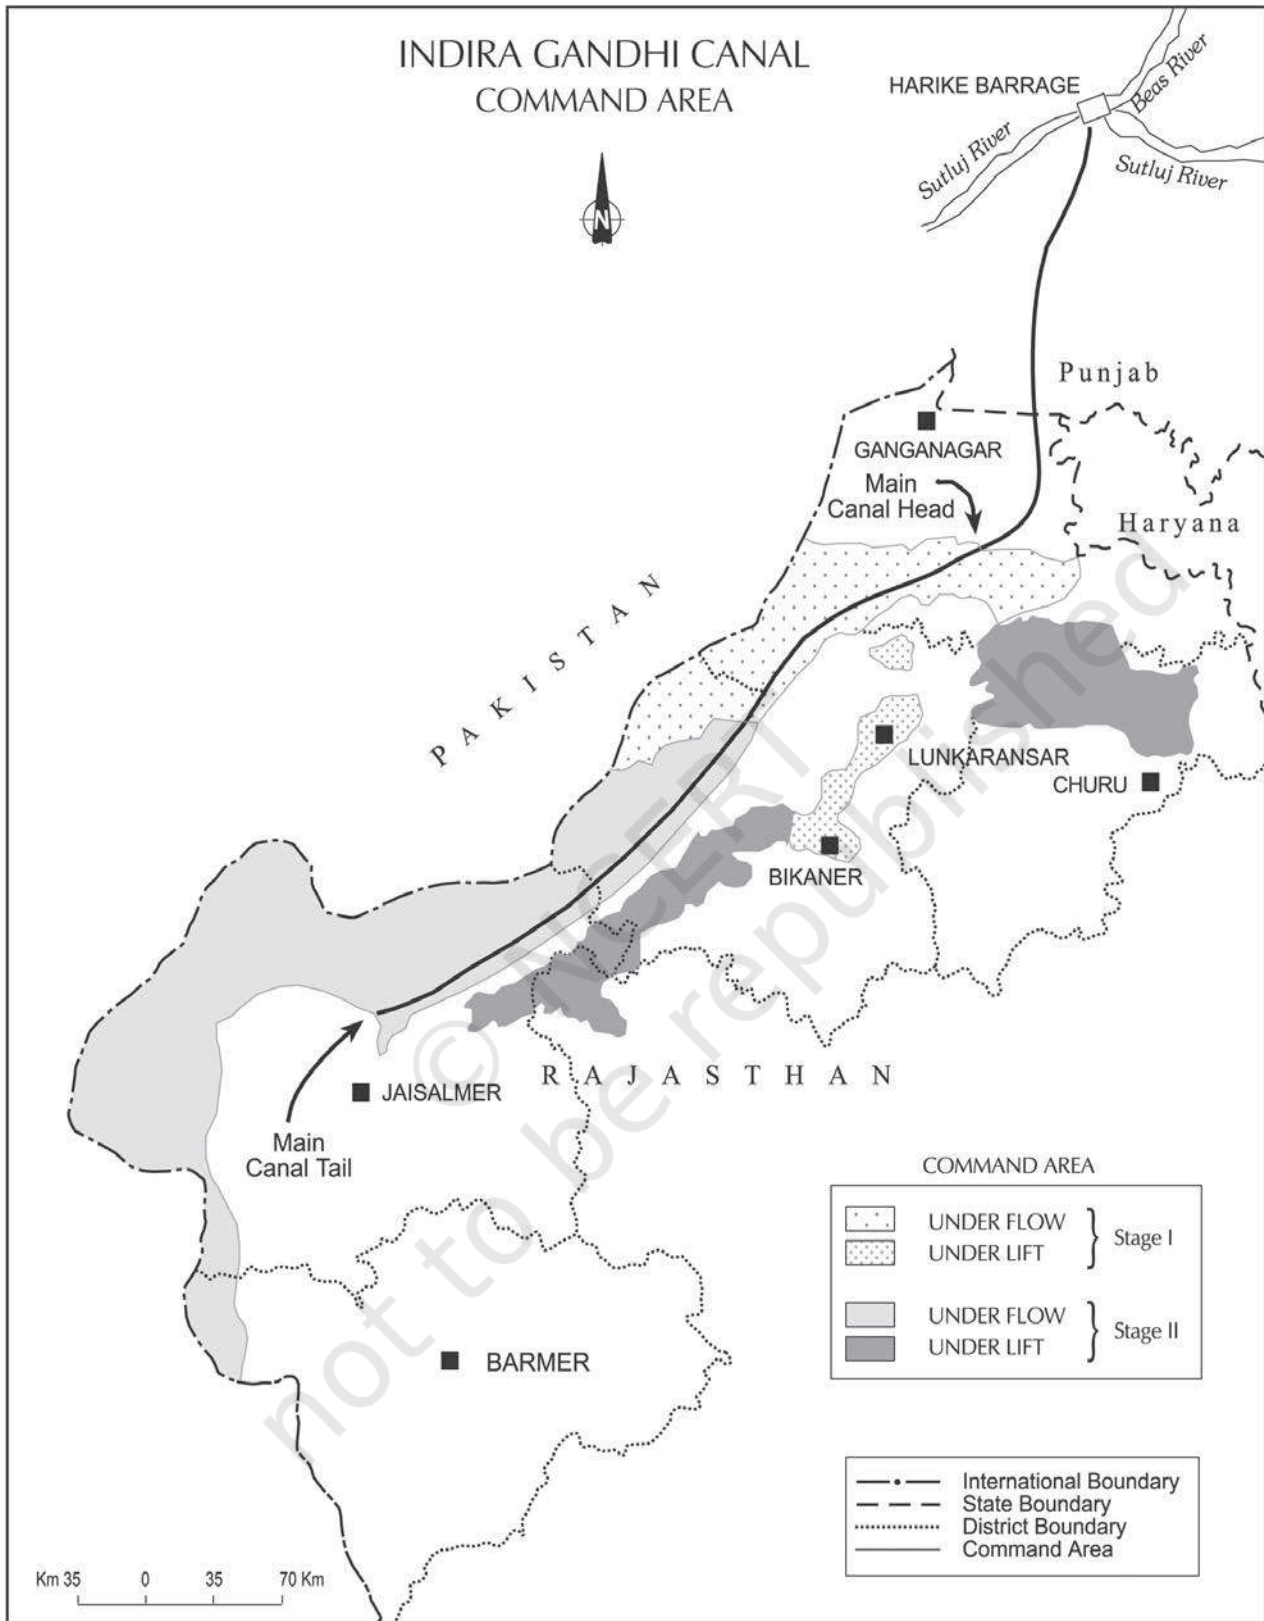 INDIRA GANDHI CANAL
COMMAND AREA
HARIKE BARRAGE
Beas River
Sutluj River
Sutluj River
N
Punjab
GANGANAGAR
Main
Canal Head
Haryana
PAKISTAN
LUNKARANSAR
CHURU
BIKANER
RAJASTHAN
JAISALMER
Main
Canal Tail
BARMER
COMMAND AREA
UNDER FLOW
UNDER LIFT
Stage I
UNDER FLOW
UNDER LIFT
Stage II
International Boundary
State Boundary
District Boundary
Command Area
Km 35 0 35 70 Km
© NCERT
not to be republished